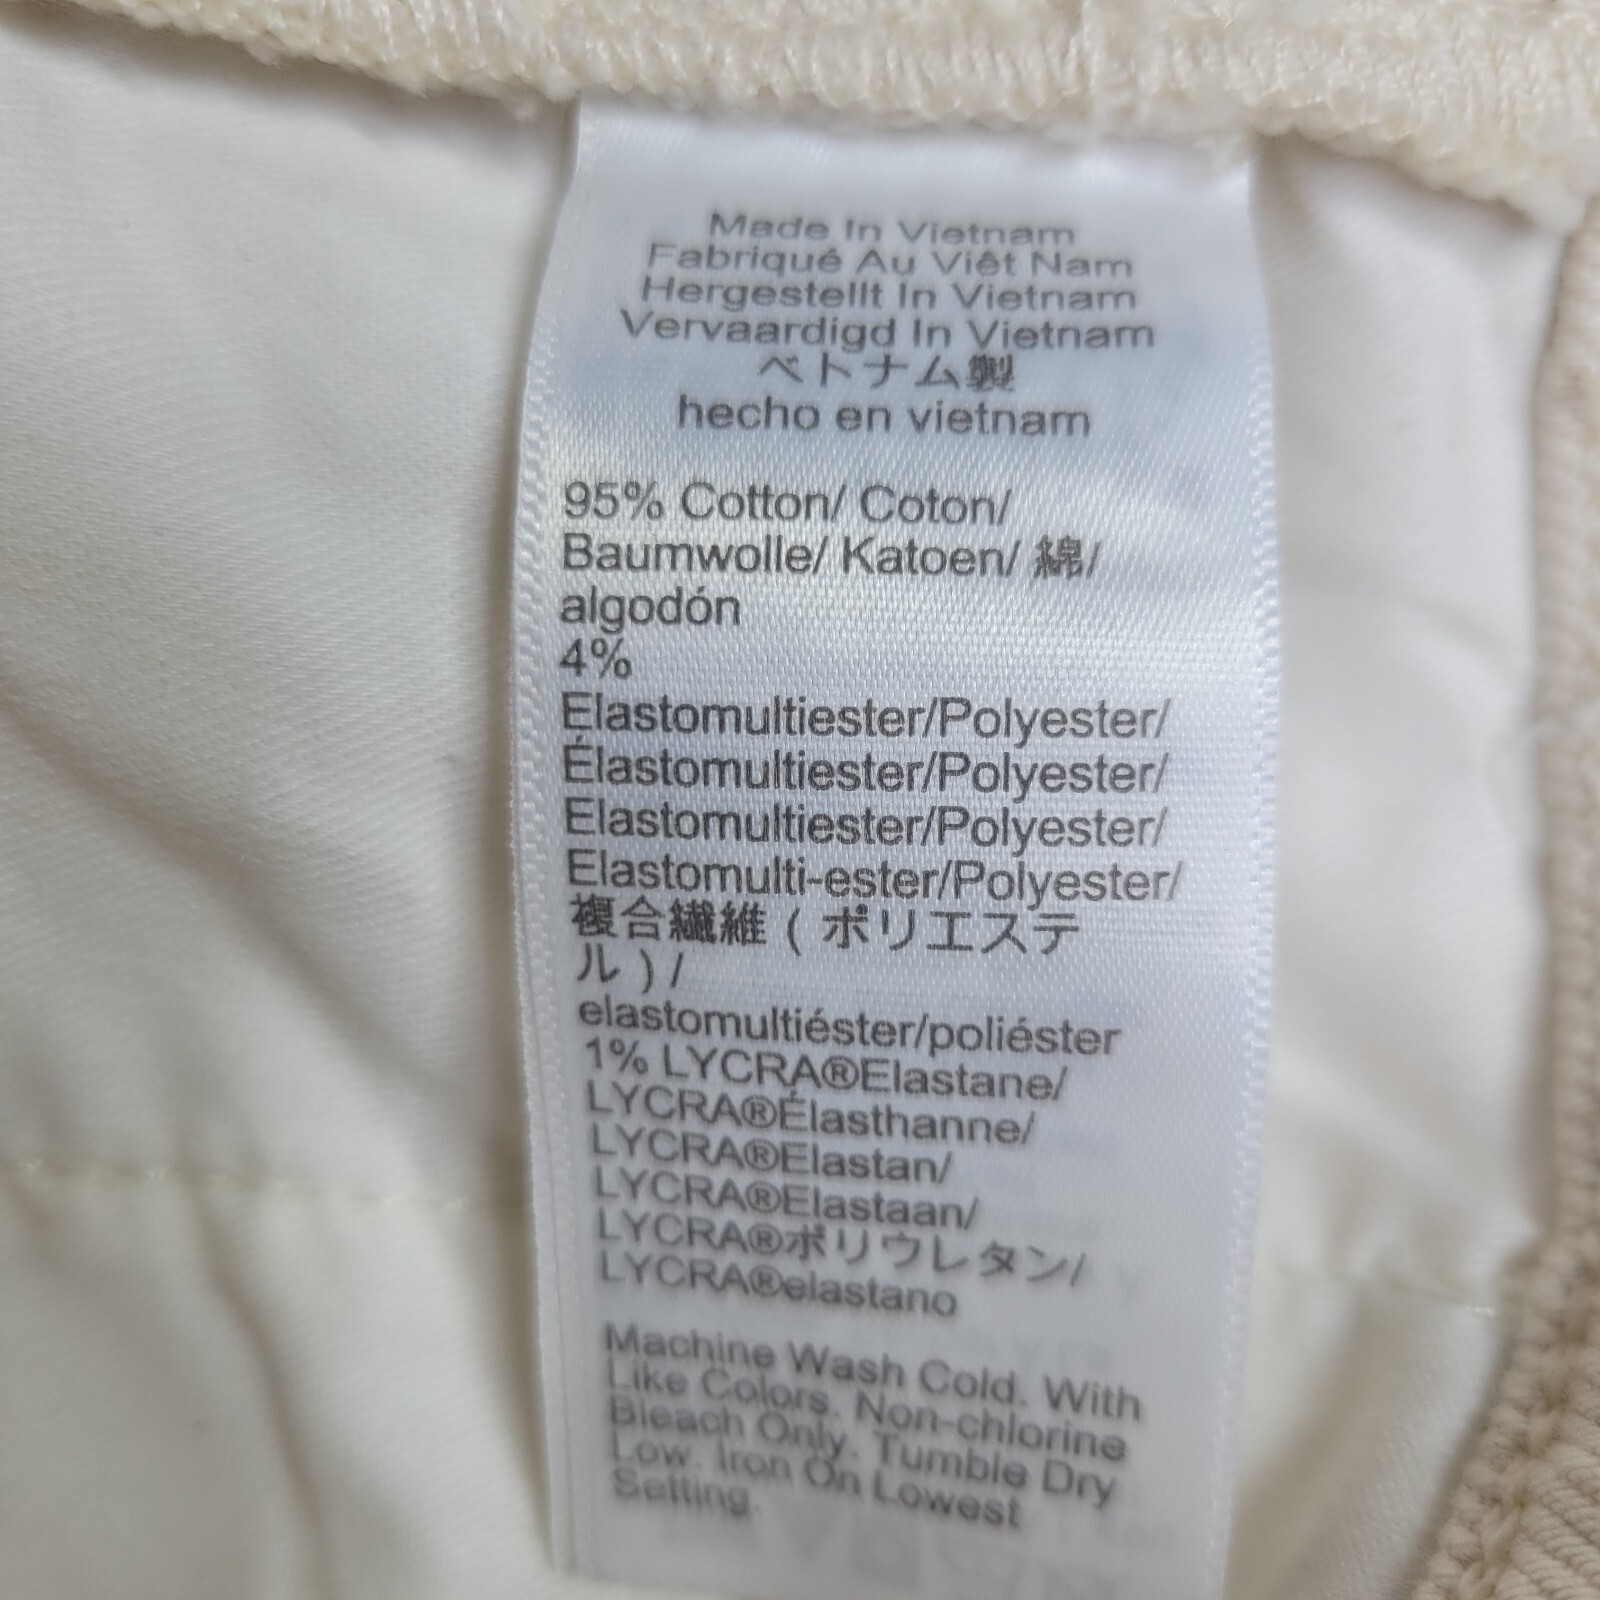 Made In Vietnam
Fabriqué Au Viêt Nam
Hergestellt In Vietnam
Vervaardigd In Vietnam
ベトナム製
hecho en vietnam
95% Cotton/ Coton/
Baumwolle/ Katoen/ 綿/
algodón
4%
Elastomultiester/Polyester/
Élastomultiester/Polyester/
Elastomultiester/Polyester/
Elastomulti-ester/Polyester/
複合繊維 ( ポリエステ
ル ) /
elastomultiéster/poliéster
1% LYCRA®Elastane/
LYCRA®Élasthanne/
LYCRA®Elastan/
LYCRA®Elastaan/
LYCRA®ポリウレタン/
LYCRA®elastano
Machine Wash Cold. With
Like Colors. Non-chlorine
Bleach Only. Tumble Dry
Low. Iron On Lowest
Setting.